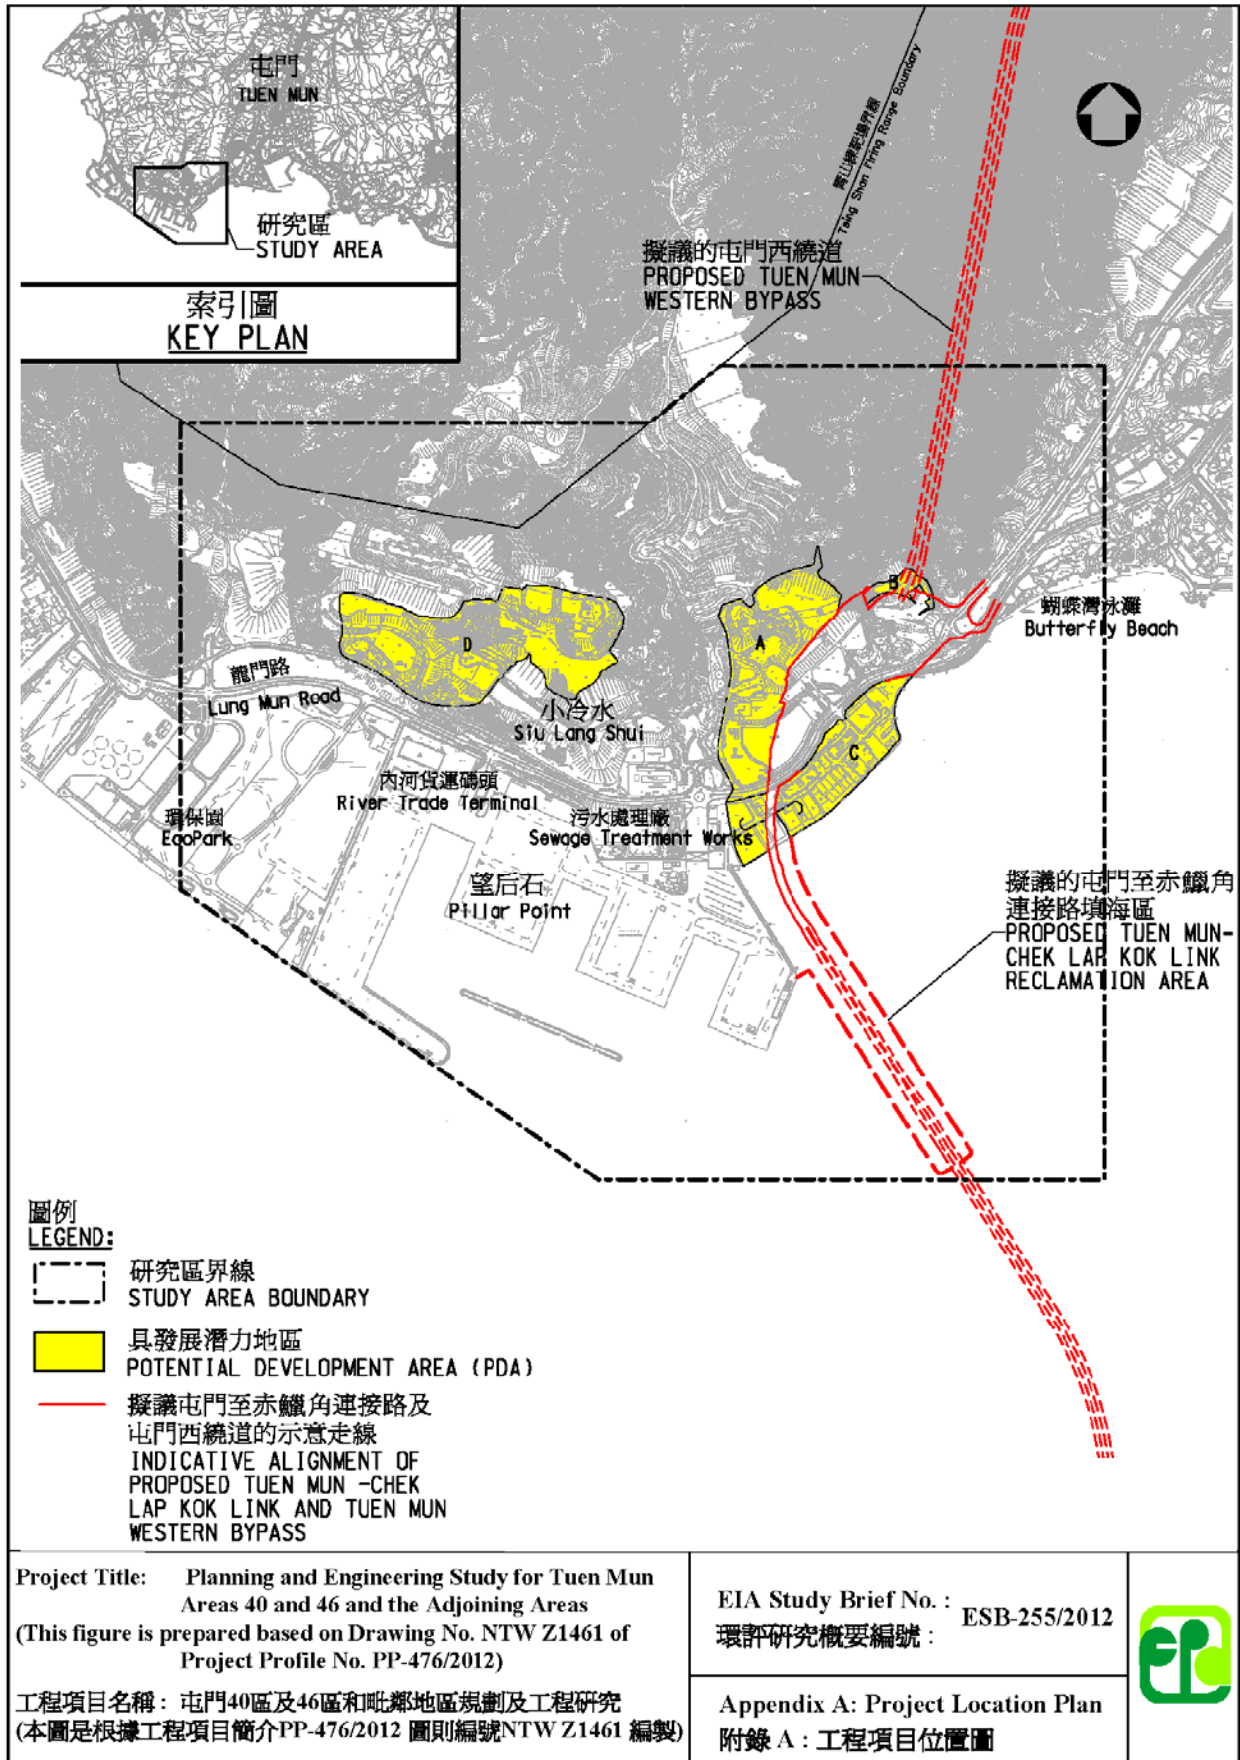 屯門
TUEN MUN
研究區
STUDY AREA
索引圖
KEY PLAN
青山練靶場界線
Tsing Shan Firing Range Boundary
擬議的屯門西繞道
PROPOSED TUEN MUN
WESTERN BYPASS
B
蝴蝶灣泳灘
Butterfly Beach
A
D
C
龍門路
Lung Mun Road
小冷水
Siu Lang Shui
內河貨運碼頭
River Trade Terminal
環保園
EcoPark
污水處理廠
Sewage Treatment Works
望后石
Pillar Point
擬議的屯門至赤鱲角
連接路填海區
PROPOSED TUEN MUN-
CHEK LAP KOK LINK
RECLAMATION AREA
圖例
LEGEND:
研究區界線
STUDY AREA BOUNDARY
具發展潛力地區
POTENTIAL DEVELOPMENT AREA (PDA)
擬議屯門至赤鱲角連接路及
屯門西繞道的示意走線
INDICATIVE ALIGNMENT OF
PROPOSED TUEN MUN -CHEK
LAP KOK LINK AND TUEN MUN
WESTERN BYPASS
Project Title: Planning and Engineering Study for Tuen Mun
Areas 40 and 46 and the Adjoining Areas
(This figure is prepared based on Drawing No. NTW Z1461 of
Project Profile No. PP-476/2012)
工程項目名稱：屯門40區及46區和毗鄰地區規劃及工程研究
(本圖是根據工程項目簡介PP-476/2012 圖則編號NTW Z1461 編製)
EIA Study Brief No. :
環評研究概要編號：
ESB-255/2012
Appendix A: Project Location Plan
附錄 A：工程項目位置圖
EPD